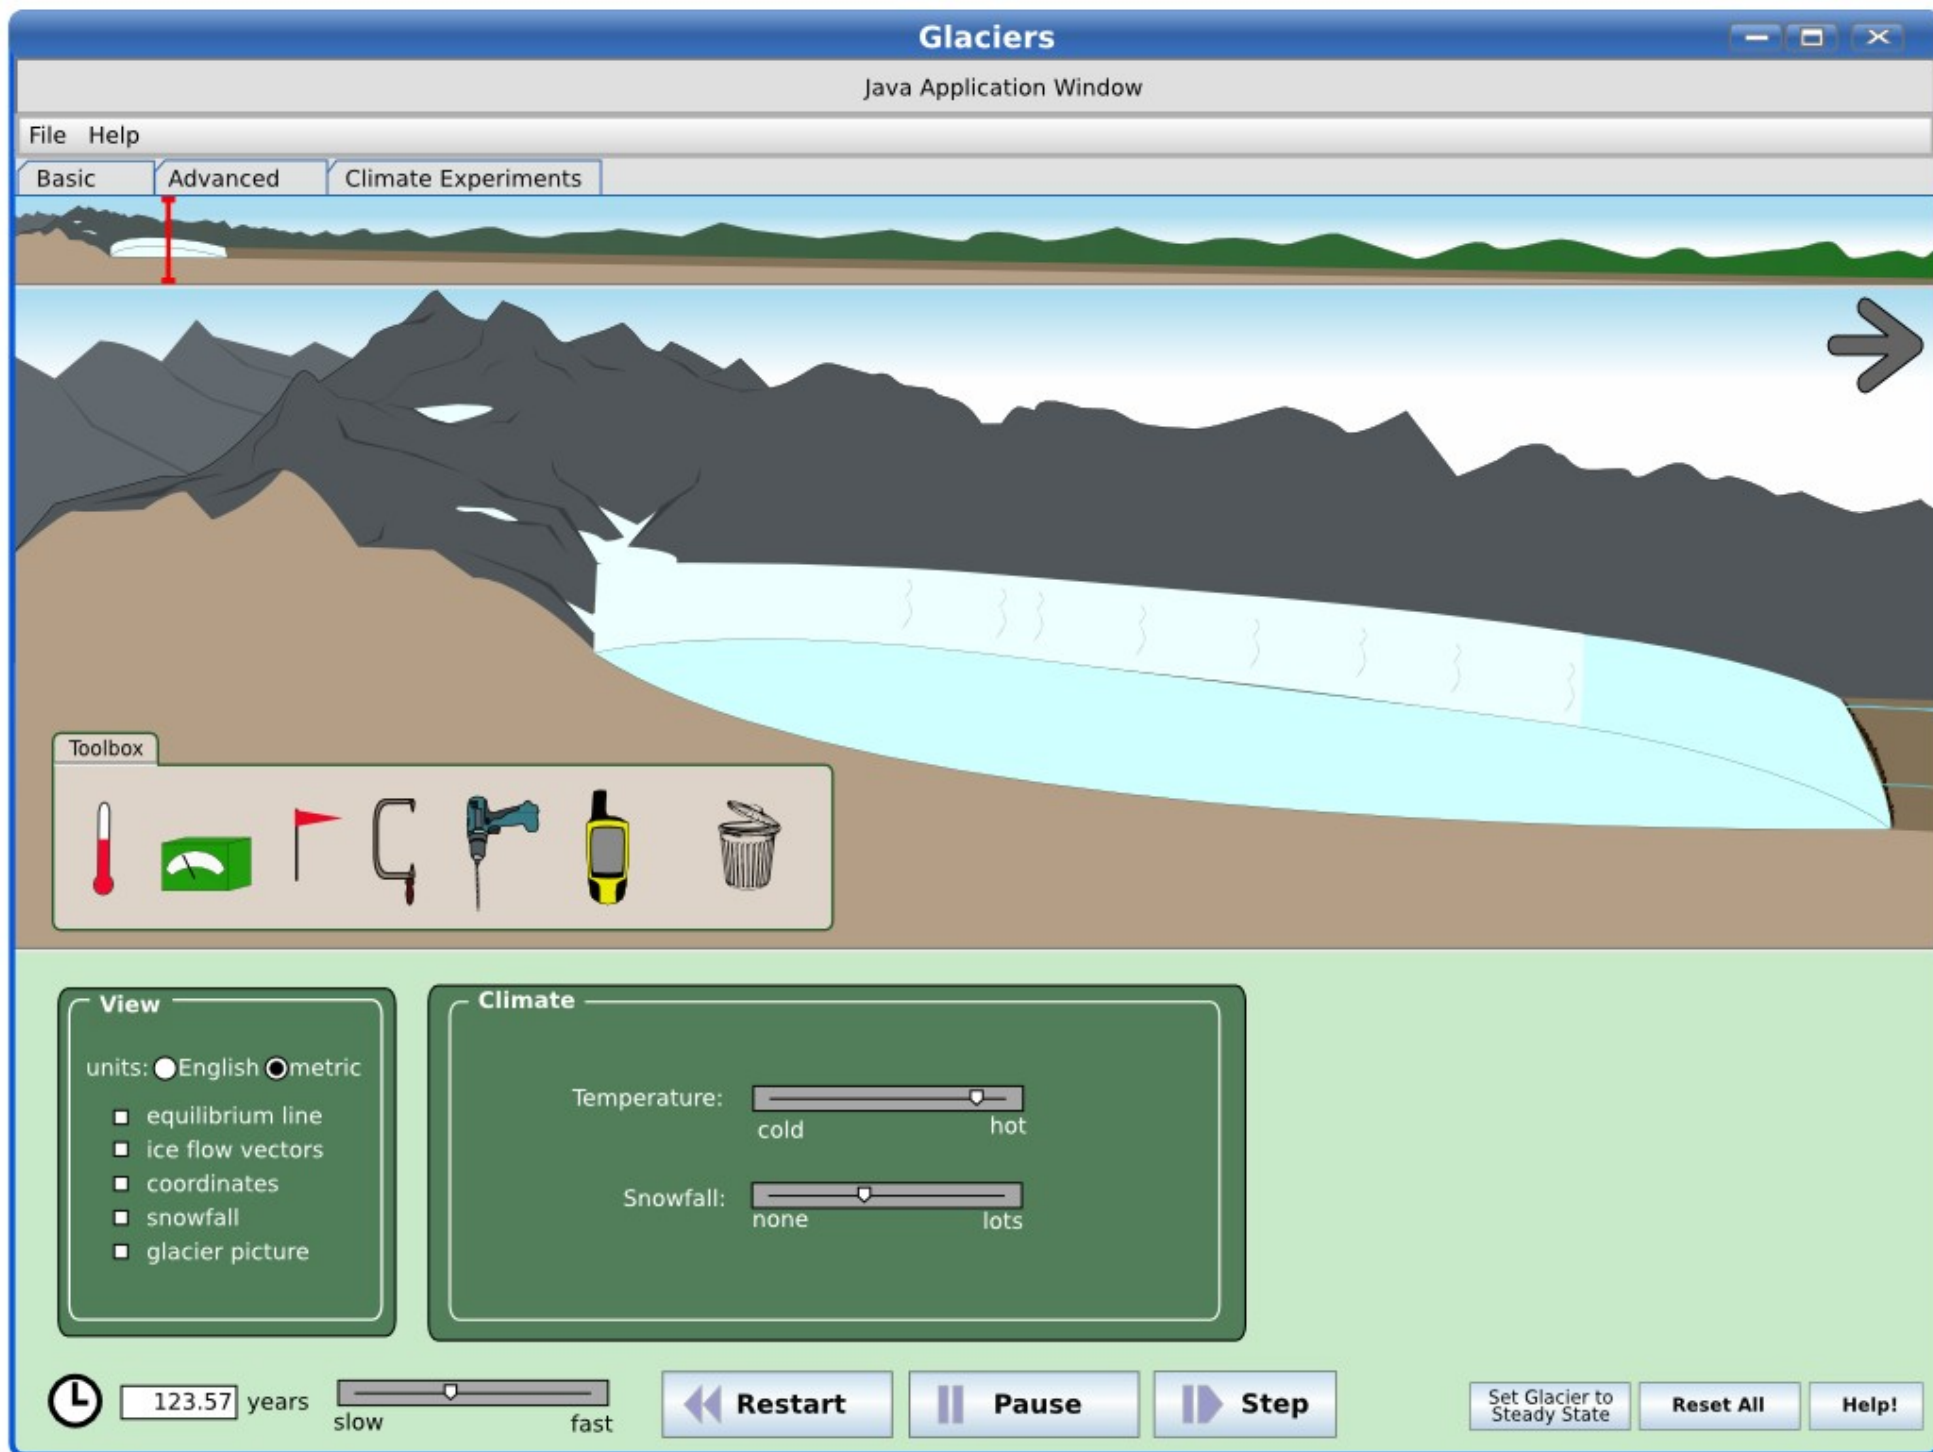 Glaciers
Java Application Window
File Help
Basic Advanced Climate Experiments
Toolbox
View
units: English metric
equilibrium line
ice flow vectors
coordinates
snowfall
glacier picture
Climate
Temperature:
cold hot
Snowfall:
none lots
123.57 years
slow fast
Restart
Pause
Step
Set Glacier to
Steady State
Reset All
Help!